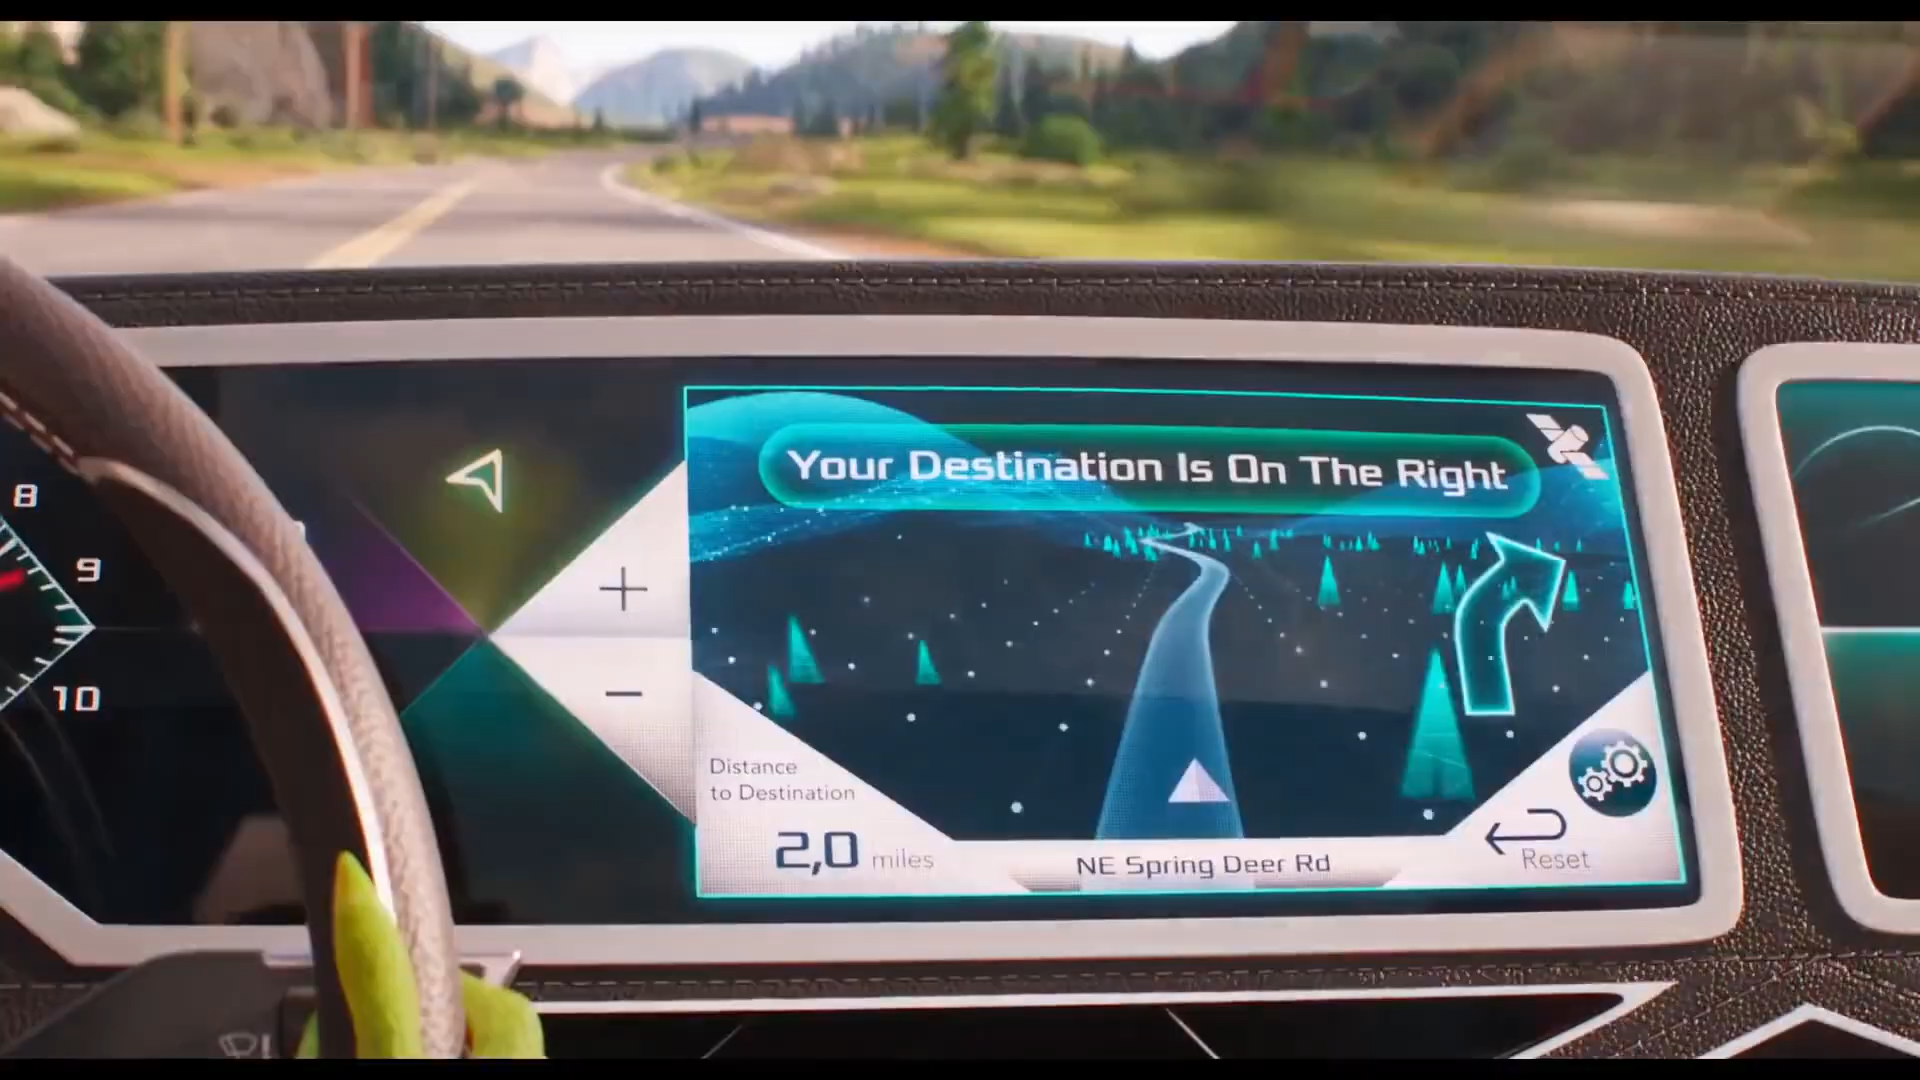 8
9
10
Your Destination Is On The Right
Distance
to Destination
2,0 miles
NE Spring Deer Rd
Reset